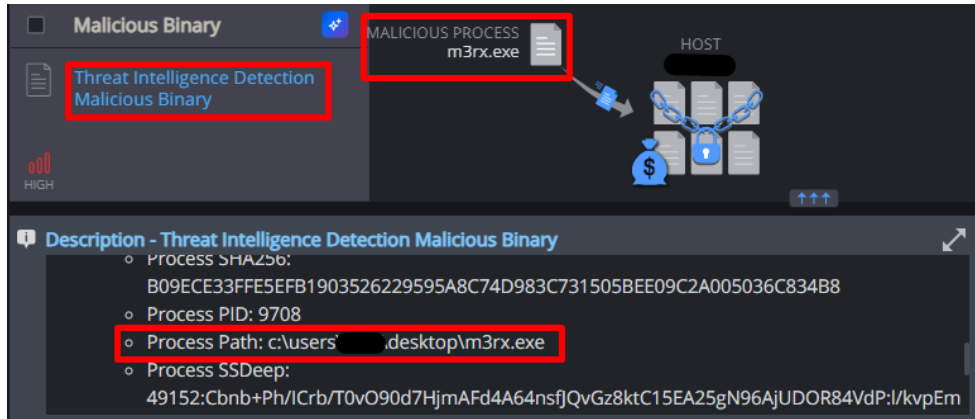 Malicious Binary
Threat Intelligence Detection
Malicious Binary
HIGH
MALICIOUS PROCESS
m3rx.exe
HOST
$
Description - Threat Intelligence Detection Malicious Binary
Process SHA256:
B09ECE33FFE5EFB1903526229595A8C74D983C731505BEE09C2A005036C834B8
Process PID: 9708
Process Path: c:\users\ \desktop\m3rx.exe
Process SSDeep:
49152:Cbnb+Ph/ICrb/T0vO90d7HjmAFd4A64nsfJQvGz8ktC15EA25gN96AjUDOR84VdP:l/kvpEm